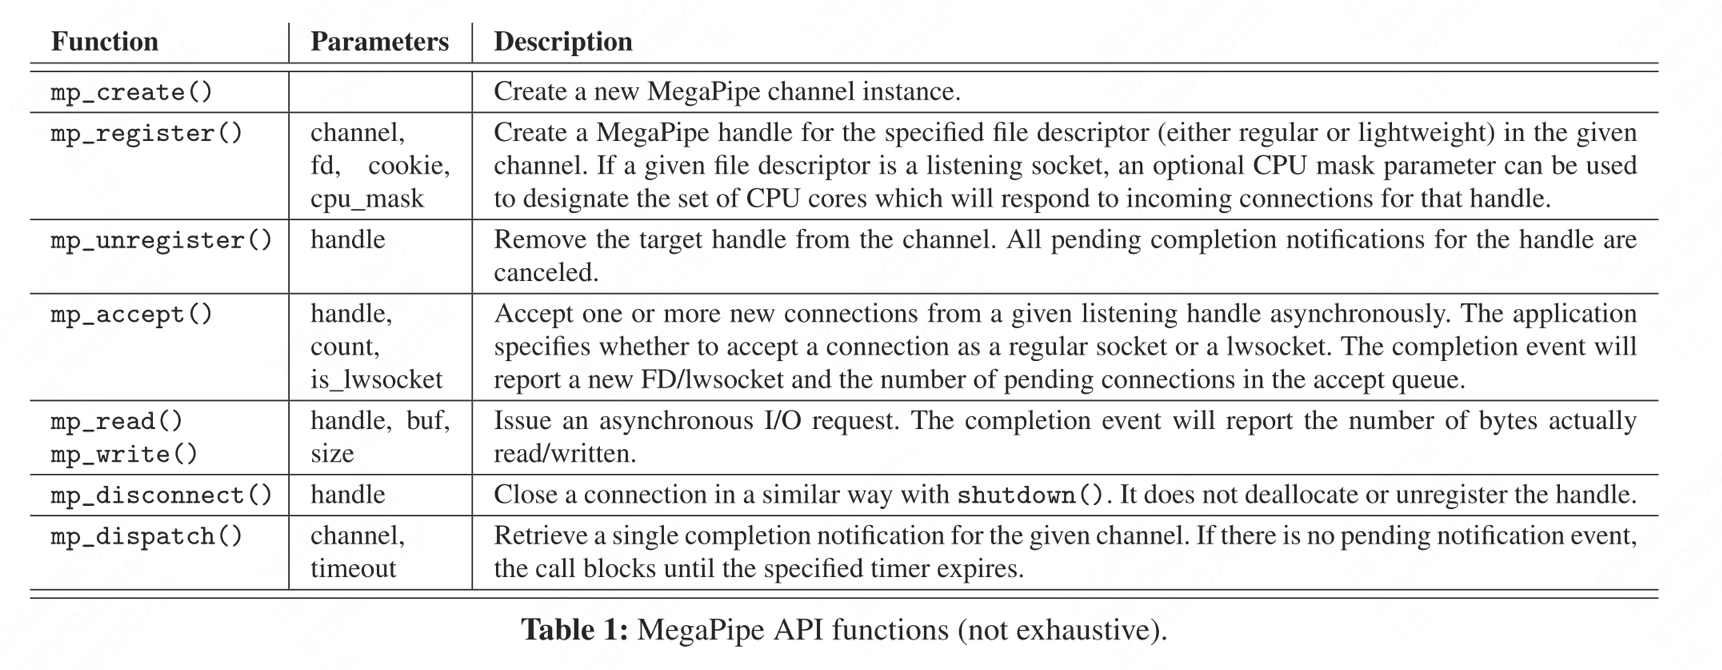 Function Parameters Description
mp_create() Create a new MegaPipe channel instance.
mp_register() channel, Create a MegaPipe handle for the specified file descriptor (either regular or lightweight) in the given
fd, cookie, channel. If a given file descriptor is a listening socket, an optional CPU mask parameter can be used
cpu_mask to designate the set of CPU cores which will respond to incoming connections for that handle.
mp_unregister() handle Remove the target handle from the channel. All pending completion notifications for the handle are
canceled.
mp_accept() handle, Accept one or more new connections from a given listening handle asynchronously. The application
count, specifies whether to accept a connection as a regular socket or a lwsocket. The completion event will
is_lwsocket report a new FD/lwsocket and the number of pending connections in the accept queue.
mp_read() handle, buf, Issue an asynchronous I/O request. The completion event will report the number of bytes actually
mp_write() size read/written.
mp_disconnect() handle Close a connection in a similar way with shutdown(). It does not deallocate or unregister the handle.
mp_dispatch() channel, Retrieve a single completion notification for the given channel. If there is no pending notification event,
timeout the call blocks until the specified timer expires.
Table 1: MegaPipe API functions (not exhaustive).